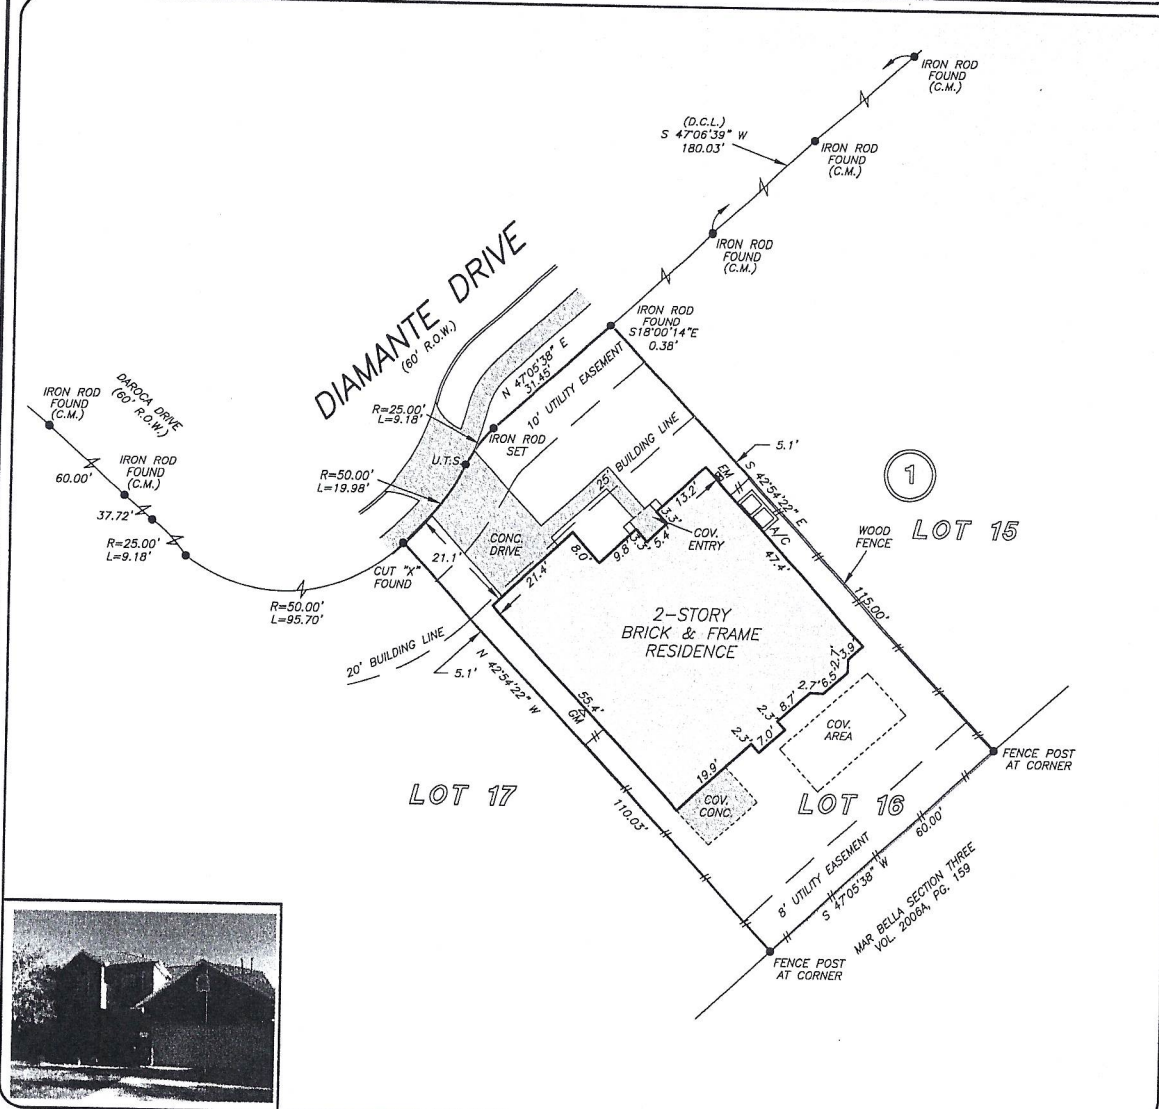 IRON ROD
FOUND
(C.M.)
(D.C.L.)
S 47°06'39" W
180.03'
IRON ROD
FOUND
(C.M.)
IRON ROD
FOUND
(C.M.)
IRON ROD
FOUND
S18°00'14"E
0.38'
DIAMANTE DRIVE
(60' R.O.W.)
N 47°05'38" E
31.45'
10' UTILITY EASEMENT
25' BUILDING LINE
DAROCA DRIVE
(60' R.O.W.)
IRON ROD
FOUND
(C.M.)
60.00'
IRON ROD
FOUND
(C.M.)
37.72'
R=25.00'
L=9.18'
R=50.00'
L=95.70'
R=25.00'
L=9.18'
IRON ROD
SET
U.T.S.
R=50.00'
L=19.98'
CUT "X"
FOUND
CONC.
DRIVE
21.1'
21.4'
8.0'
9.8'
3.3'
5.4'
3.3'
13.2'
COV.
ENTRY
EM
A/C
5.1'
S 42°54'22" E
115.00'
WOOD
FENCE
1
LOT 15
47.4'
2-STORY
BRICK & FRAME
RESIDENCE
20' BUILDING LINE
5.1'
N 42°54'22" W
110.03'
55.4'
GM
19.9'
2.3'
7.0'
2.3'
8.7'
2.7'
6.5'
2.1'
3.9'
COV.
AREA
COV.
CONC.
LOT 17
LOT 16
FENCE POST
AT CORNER
8' UTILITY EASEMENT
S 47°05'38" W
60.00'
MAR BELLA SECTION THREE
VOL. 2006A, PG. 159
FENCE POST
AT CORNER